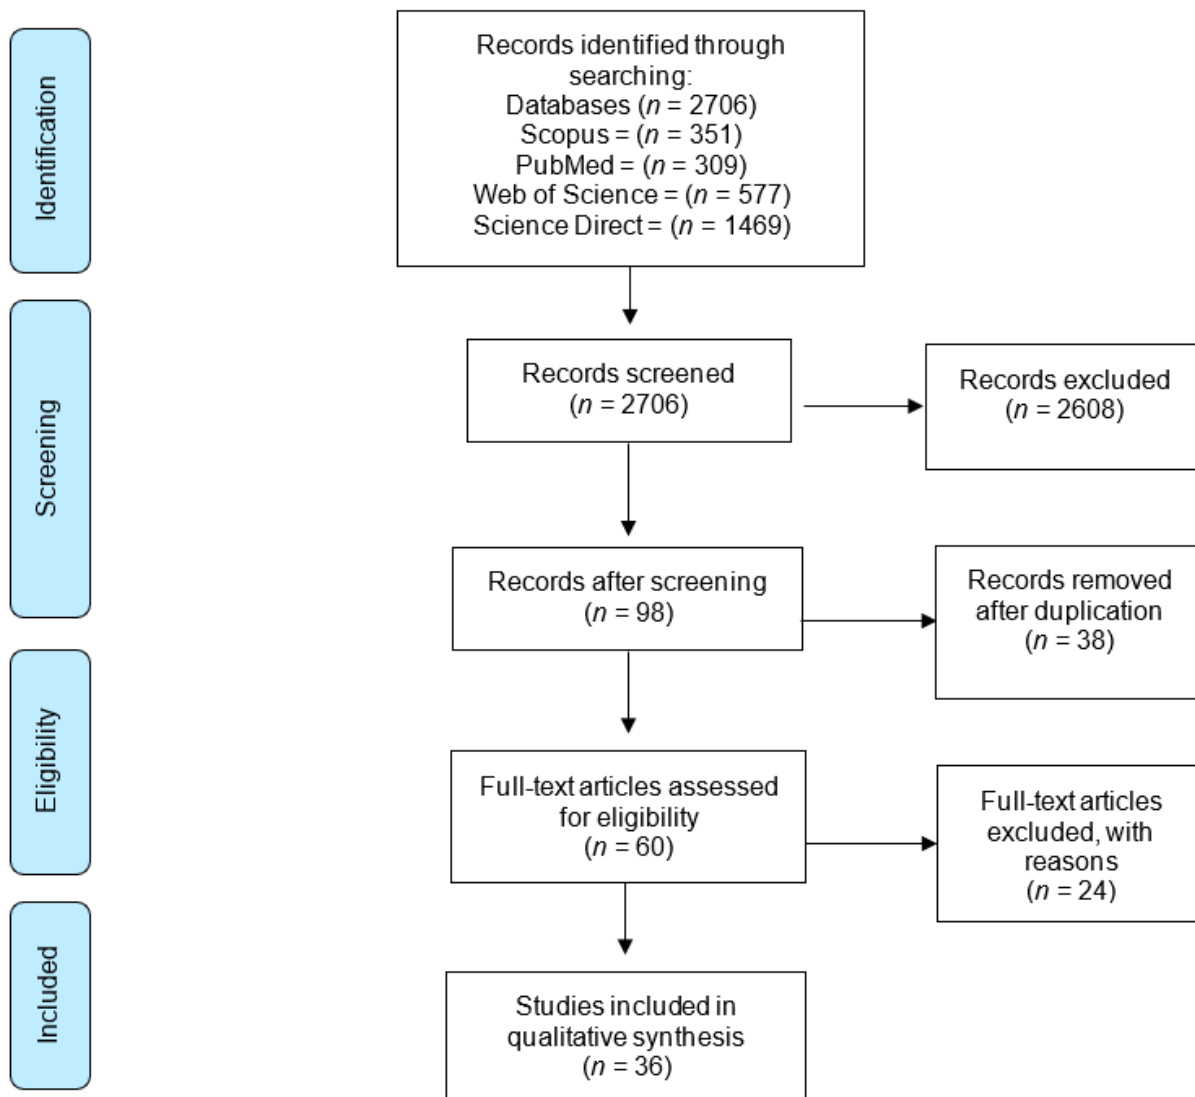 Identification
Records identified through
searching:
Databases (n = 2706)
Scopus = (n = 351)
PubMed = (n = 309)
Web of Science = (n = 577)
Science Direct = (n = 1469)
Screening
Records screened
(n = 2706)
Records excluded
(n = 2608)
Records after screening
(n = 98)
Records removed
after duplication
(n = 38)
Eligibility
Full-text articles assessed
for eligibility
(n = 60)
Full-text articles
excluded, with
reasons
(n = 24)
Included
Studies included in
qualitative synthesis
(n = 36)